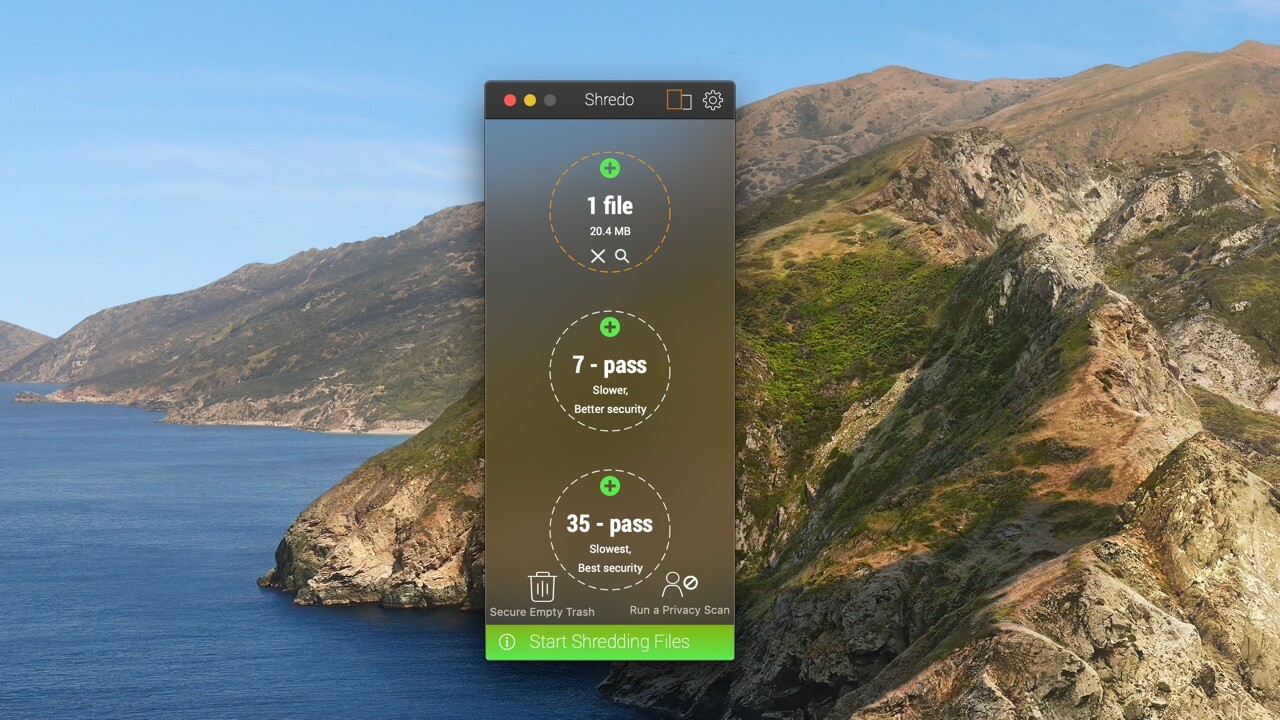 Shredo
1 file
20.4 MB
7 - pass
Slower,
Better security
35 - pass
Slowest,
Best security
Secure Empty Trash
Run a Privacy Scan
Start Shredding Files